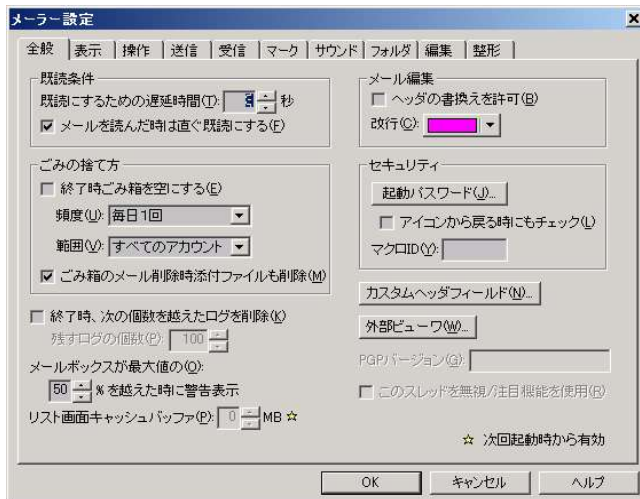 メーラー設定
全般 表示 操作 送信 受信 マーク サウンド フォルダ 編集 整形
既読条件
既読にするための遅延時間(T): 秒
メールを読んだ時は直ぐ既読にする(F)
ごみの捨て方
終了時ごみ箱を空にする(E)
頻度(U): 毎日1回
範囲(V): すべてのアカウント
ごみ箱のメール削除時添付ファイルも削除(M)
終了時、次の個数を越えたログを削除(K)
残すログの個数(P): 100
メールボックスが最大値の(O):
50 %を越えた時に警告表示
リスト画面キャッシュバッファ(P): 0 MB ☆
メール編集
ヘッダの書換えを許可(B)
改行(C):
セキュリティ
起動パスワード(J)...
アイコンから戻る時にもチェック(L)
マクロID(Y):
カスタムヘッダフィールド(N)...
外部ビューワ(W)...
PGPバージョン(G):
このスレッドを無視/注目機能を使用(R)
☆ 次回起動時から有効
OK キャンセル ヘルプ